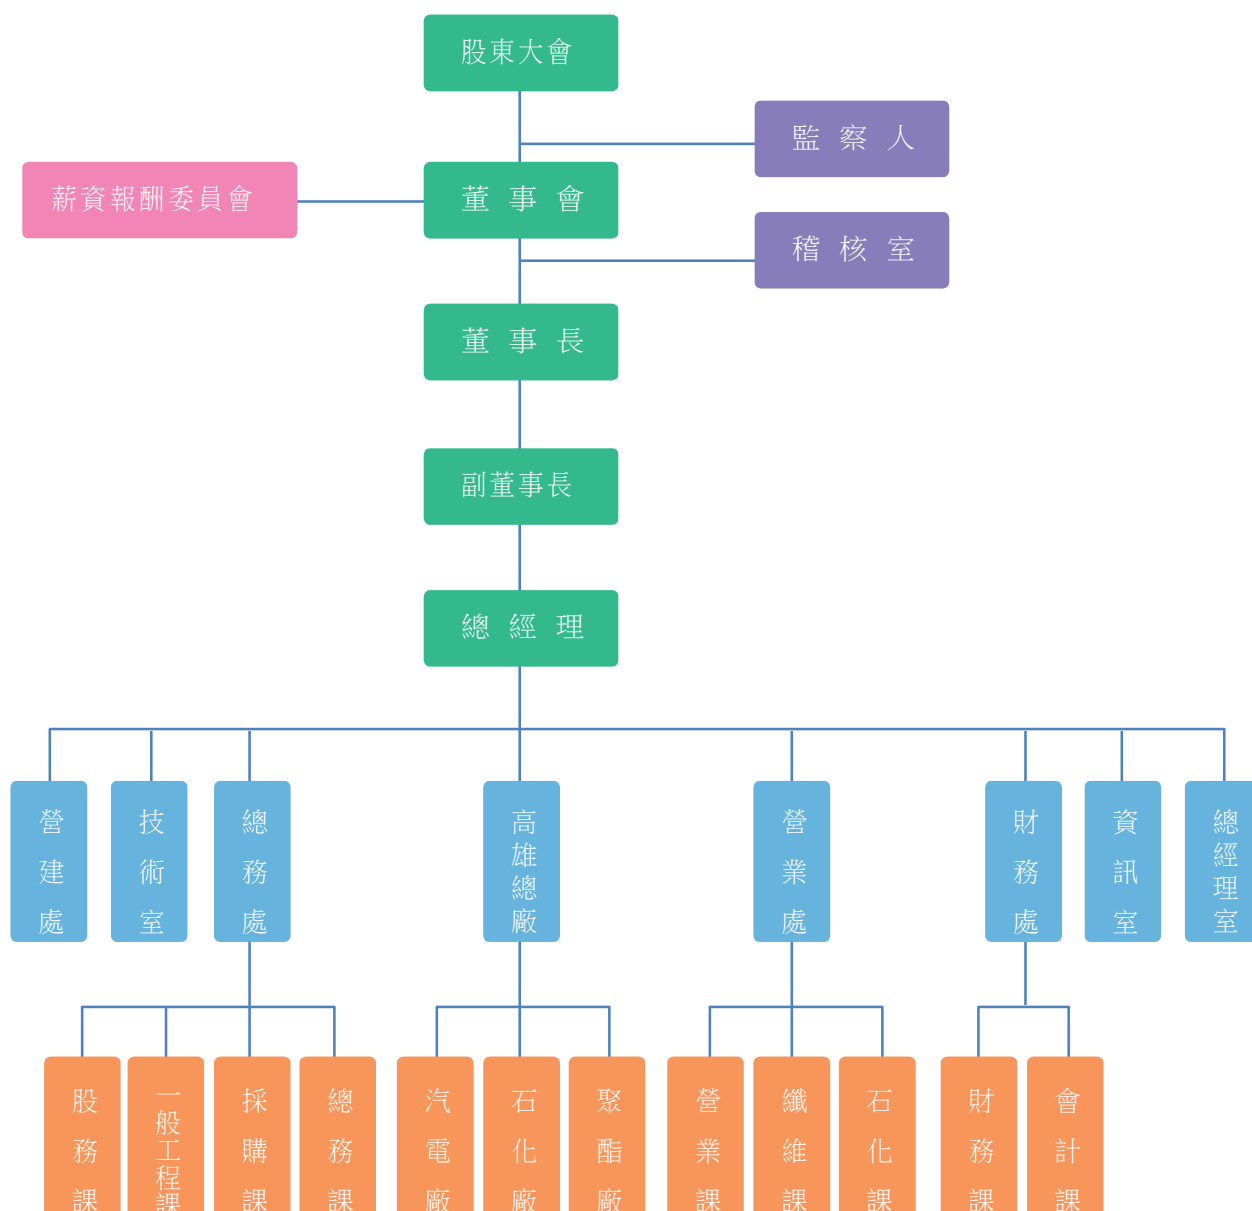 股東大會
監察人
薪資報酬委員會
董事會
稽核室
董事長
副董事長
總經理
營建處
技術室
總務處
高雄總廠
營業處
財務處
資訊室
總經理室
股務課
一般工程課
採購課
總務課
汽電廠
石化廠
聚酯廠
營業課
纖維課
石化課
財務課
會計課